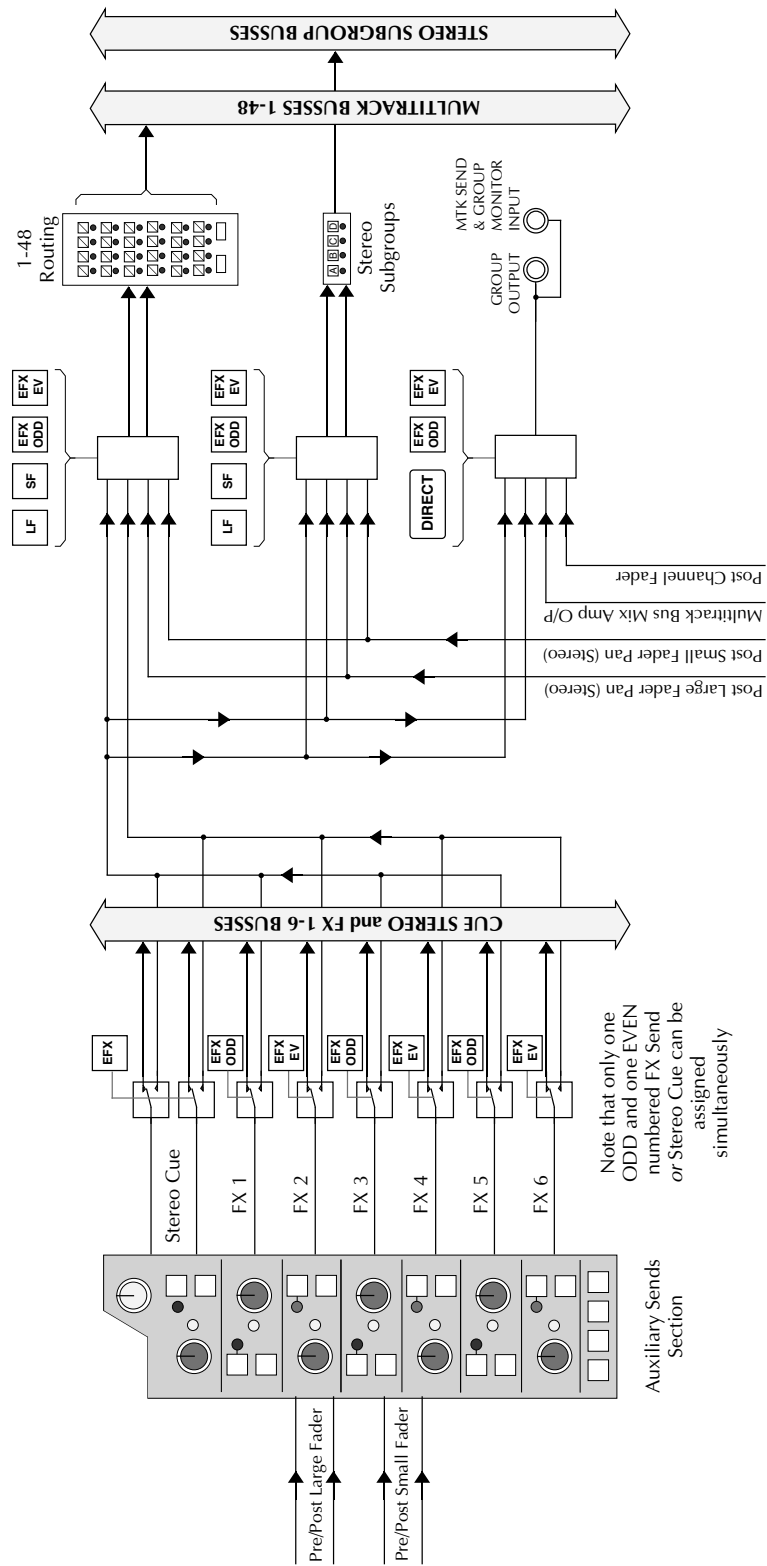 Pre/Post Large Fader
Pre/Post Small Fader
Auxiliary Sends
Section
Stereo Cue
FX 1
FX 2
FX 3
FX 4
FX 5
FX 6
EFX
EFX
ODD
EFX
EV
EFX
ODD
EFX
EV
EFX
ODD
EFX
EV
Note that only one
ODD and one EVEN
numbered FX Send
or Stereo Cue can be
assigned
simultaneously
CUE STEREO and FX 1-6 BUSSES
Post Large Fader Pan (Stereo)
Post Small Fader Pan (Stereo)
Multitrack Bus Mix Amp O/P
Post Channel Fader
LF
SF
EFX
ODD
EFX
EV
LF
SF
EFX
ODD
EFX
EV
DIRECT
EFX
ODD
EFX
EV
1-48
Routing
A B C D
Stereo
Subgroups
GROUP
OUTPUT
MTK SEND
& GROUP
MONITOR
INPUT
MULTITRACK BUSSES 1-48
STEREO SUBGROUP BUSSES